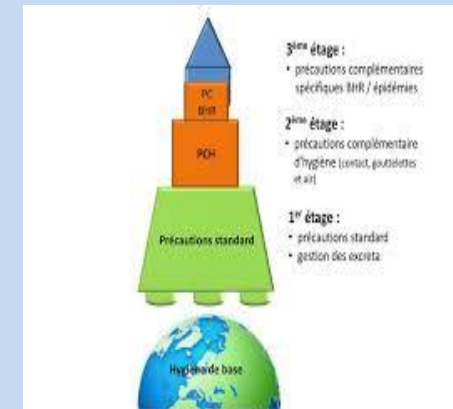 3ème étage :
• précautions complémentaires
spécifiques BHR / épidémies
PC
BHR
2ème étage :
• précautions complémentaire
d'hygiène (contact, gouttelettes
et air)
PCH
1er étage :
• précautions standard
• gestion des excreta
Précautions standard
Hygiène de base